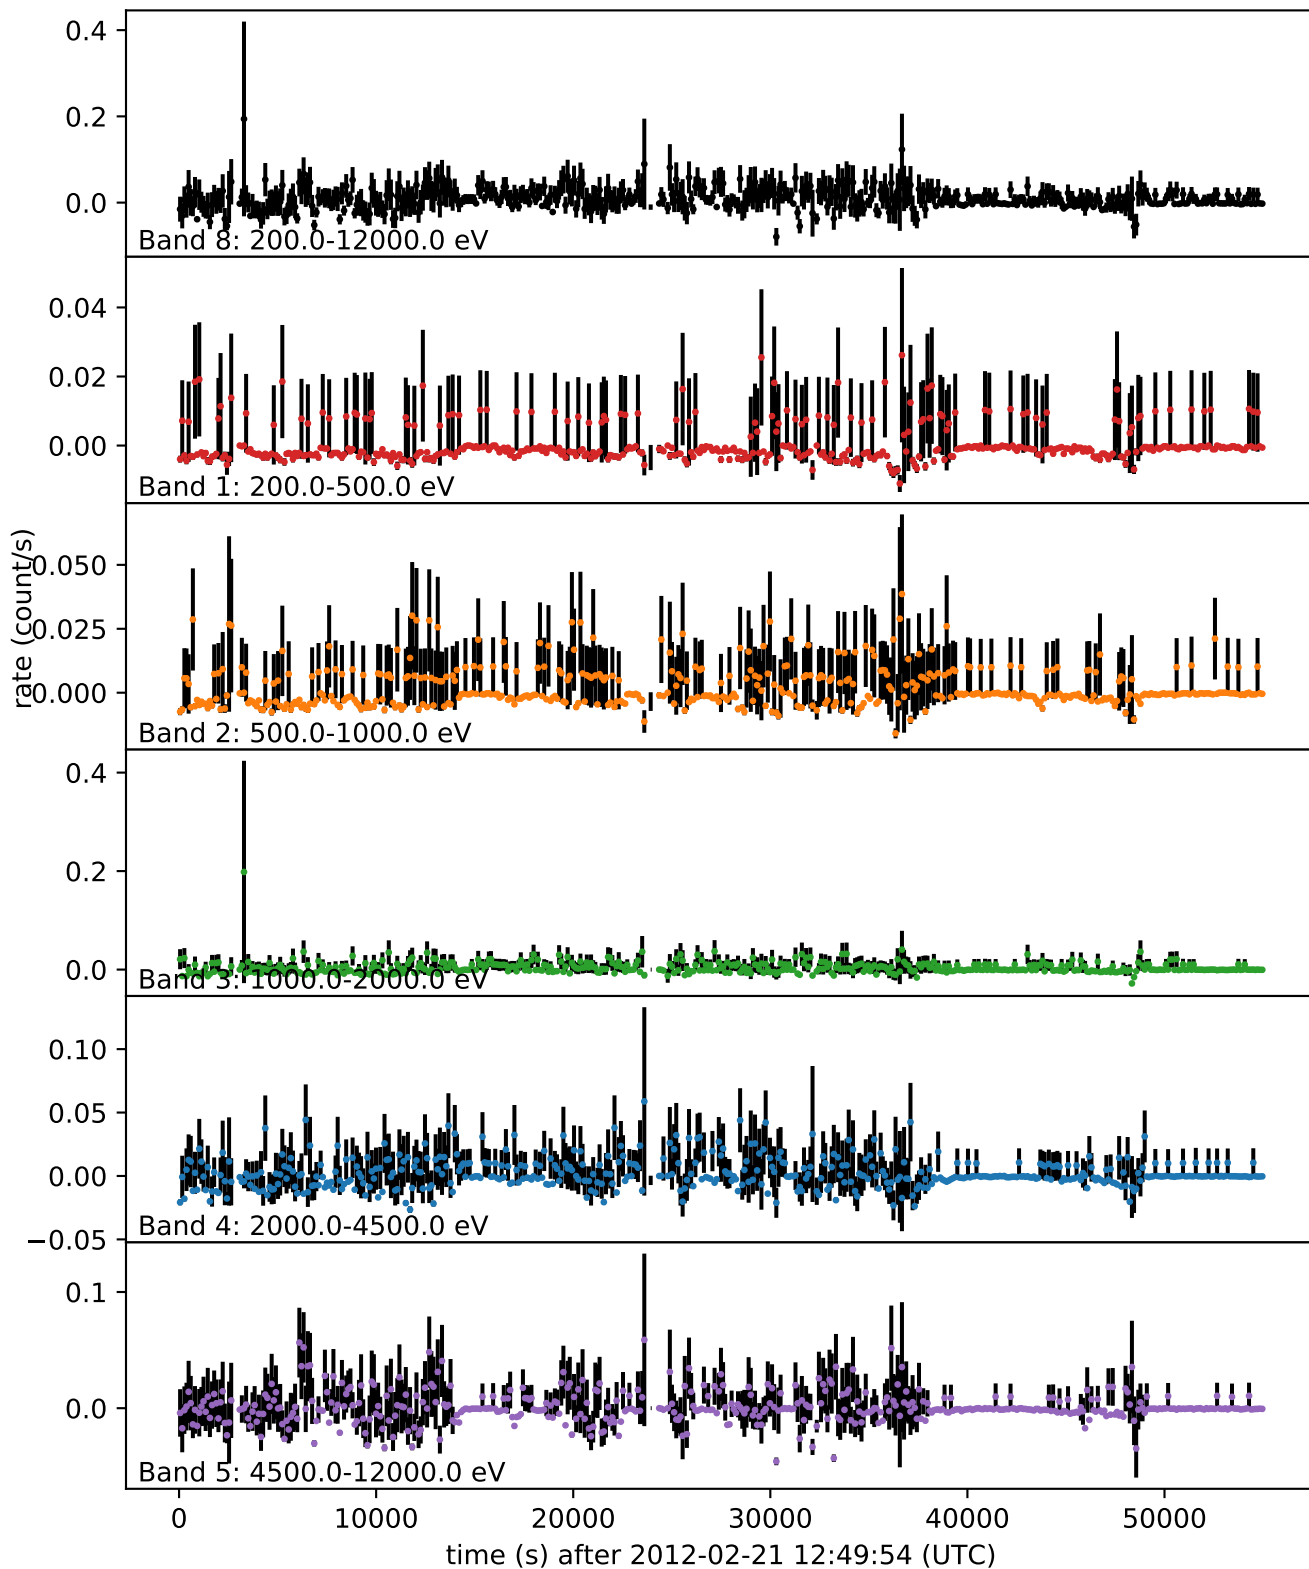 0.4
0.2
0.0
Band 8: 200.0-12000.0 eV
0.04
0.02
0.00
Band 1: 200.0-500.0 eV
rate (count/s)
0.050
0.025
0.000
Band 2: 500.0-1000.0 eV
0.4
0.2
0.0
Band 3: 1000.0-2000.0 eV
0.10
0.05
0.00
−0.05
Band 4: 2000.0-4500.0 eV
0.1
0.0
Band 5: 4500.0-12000.0 eV
0 10000 20000 30000 40000 50000
time (s) after 2012-02-21 12:49:54 (UTC)